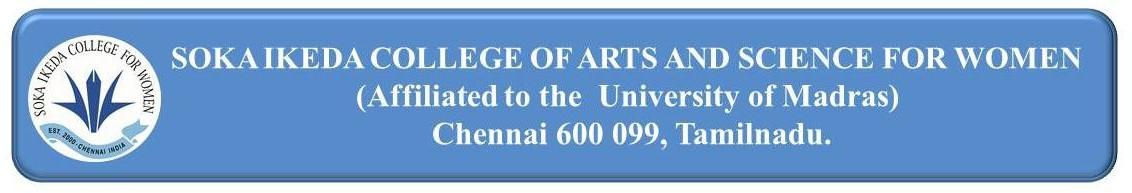 SOKA IKEDA COLLEGE FOR WOMEN
EST. 2000 - CHENNAI INDIA
SOKA IKEDA COLLEGE OF ARTS AND SCIENCE FOR WOMEN
(Affiliated to the University of Madras)
Chennai 600 099, Tamilnadu.